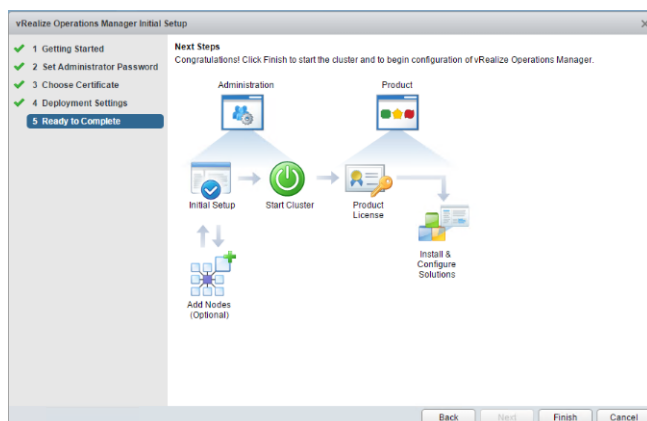 vRealize Operations Manager Initial Setup
1 Getting Started
2 Set Administrator Password
3 Choose Certificate
4 Deployment Settings
5 Ready to Complete
Next Steps
Congratulations! Click Finish to start the cluster and to begin configuration of vRealize Operations Manager.
Administration
Product
Initial Setup
Start Cluster
Product
License
Install &
Configure
Solutions
Add Nodes
(Optional)
Back
Next
Finish
Cancel